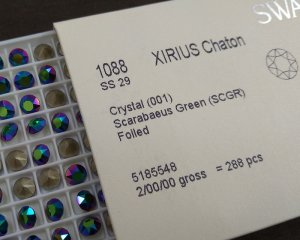 SWA
1088 XIRIUS Chaton
SS 29
Crystal (001)
Scarabaeus Green (SCGR)
Foiled
5185548
2/00/00 gross = 288 pcs